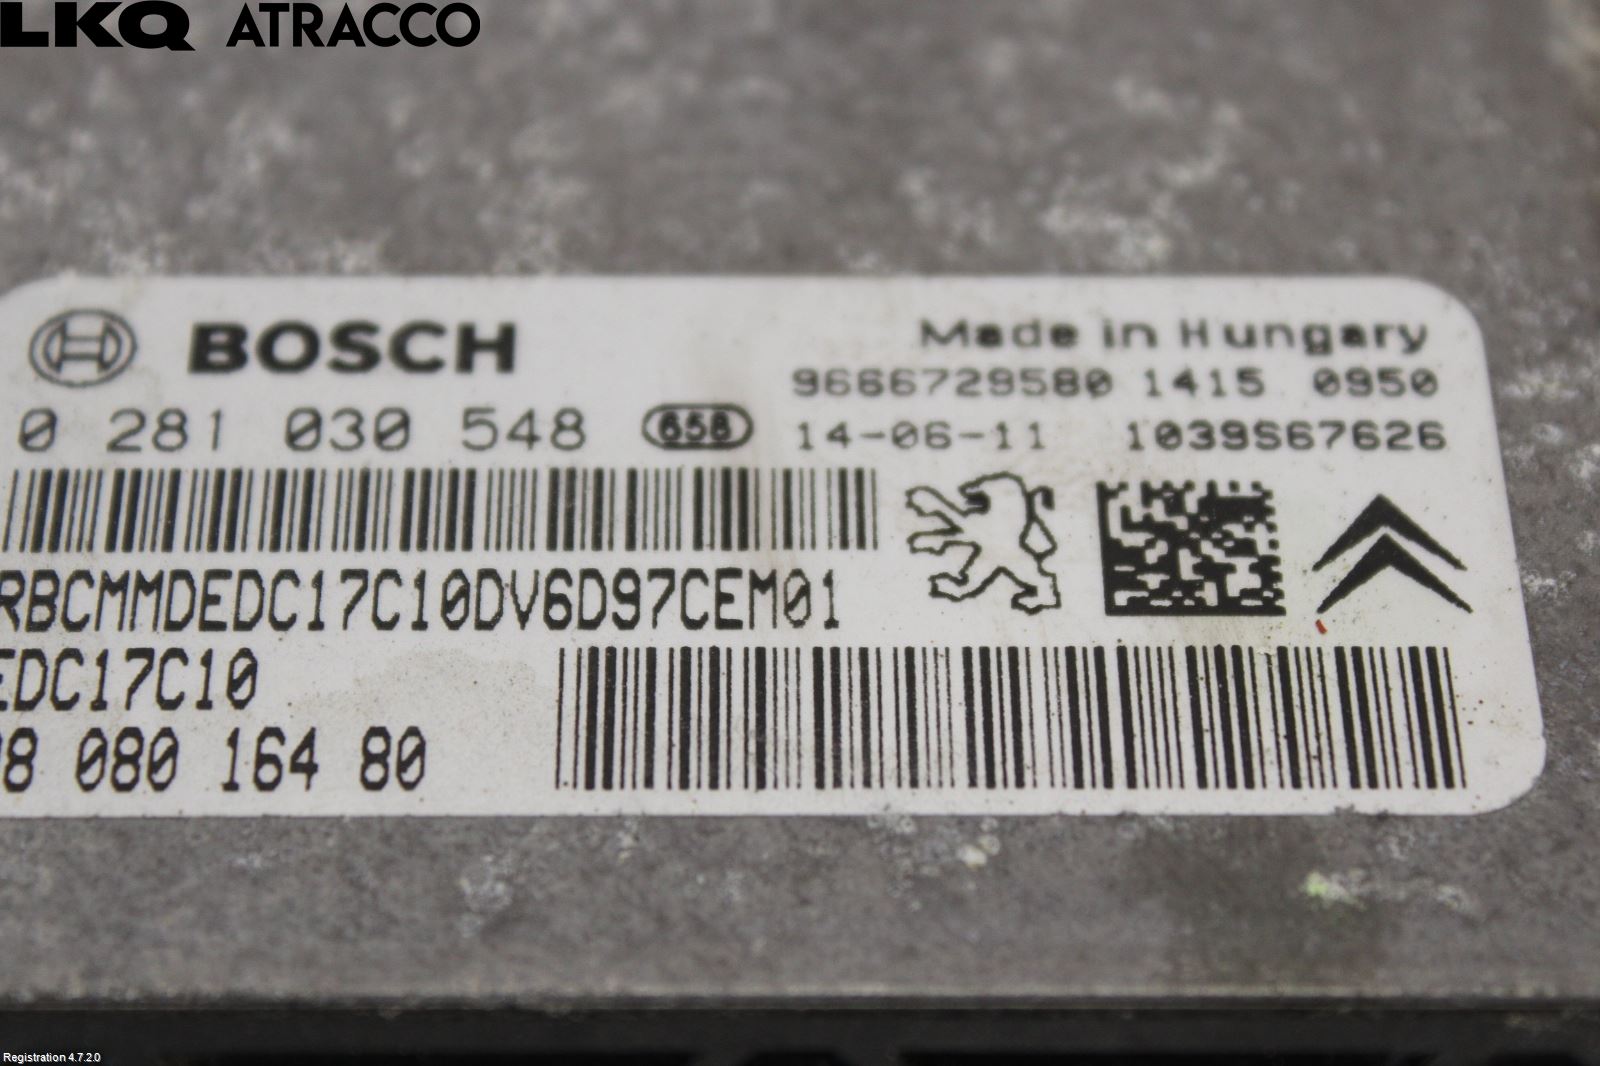 LKQ ATRACCO
BOSCH
Made in Hungary
9666729580 1415 0950
0 281 030 548 658
14-06-11 1039S67626
RBCMMDEDC17C10DV6D97CEM01
EDC17C10
98 080 164 80
Registration 4.7.2.0